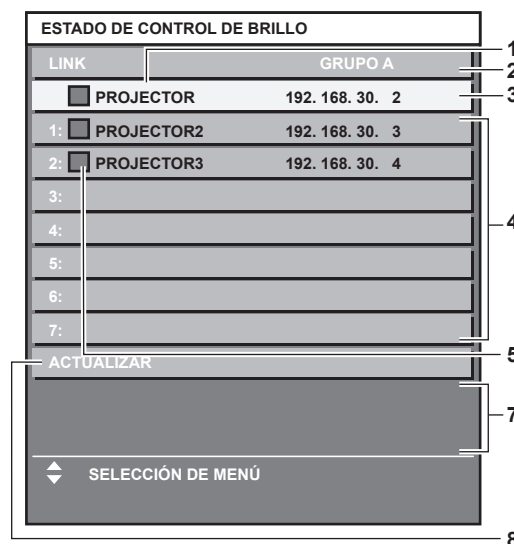 ESTADO DE CONTROL DE BRILLO
LINK GRUPO A
PROJECTOR 192. 168. 30. 2
1: PROJECTOR2 192. 168. 30. 3
2: PROJECTOR3 192. 168. 30. 4
3:
4:
5:
6:
7:
ACTUALIZAR
SELECCIÓN DE MENÚ
1
2
3
4
5
7
8